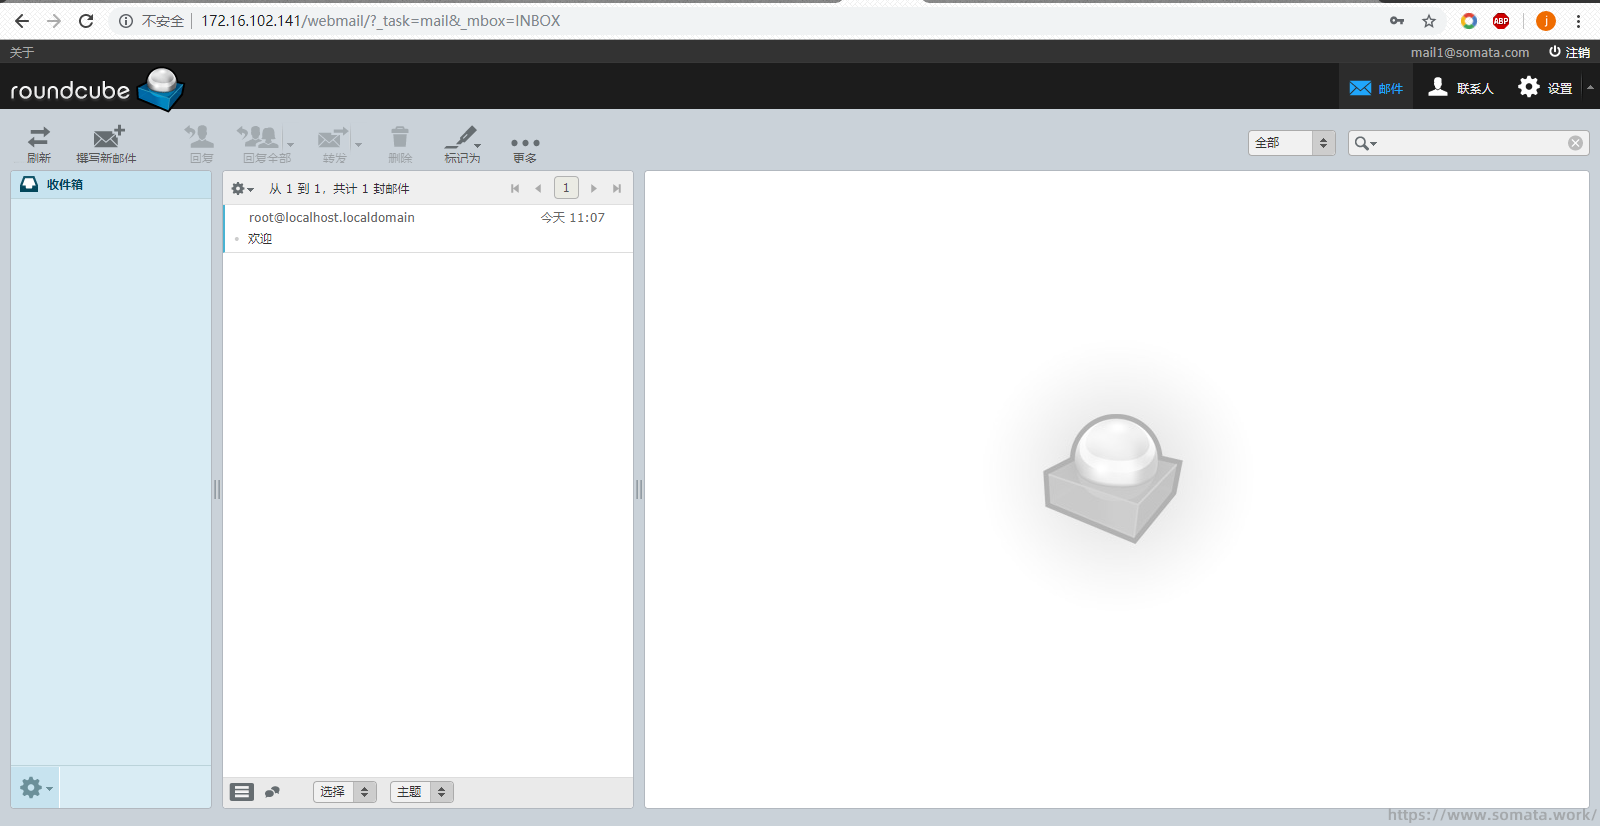 不安全 172.16.102.141/webmail/?_task=mail&_mbox=INBOX
ABP
j
关于
mail1@somata.com 注销
roundcube
邮件 联系人 设置
刷新 撰写新邮件 回复 回复全部 转发 删除 标记为 更多
全部
收件箱
从 1 到 1，共计 1 封邮件 1
root@localhost.localdomain 今天 11:07
欢迎
选择 主题
https://www.somata.work/